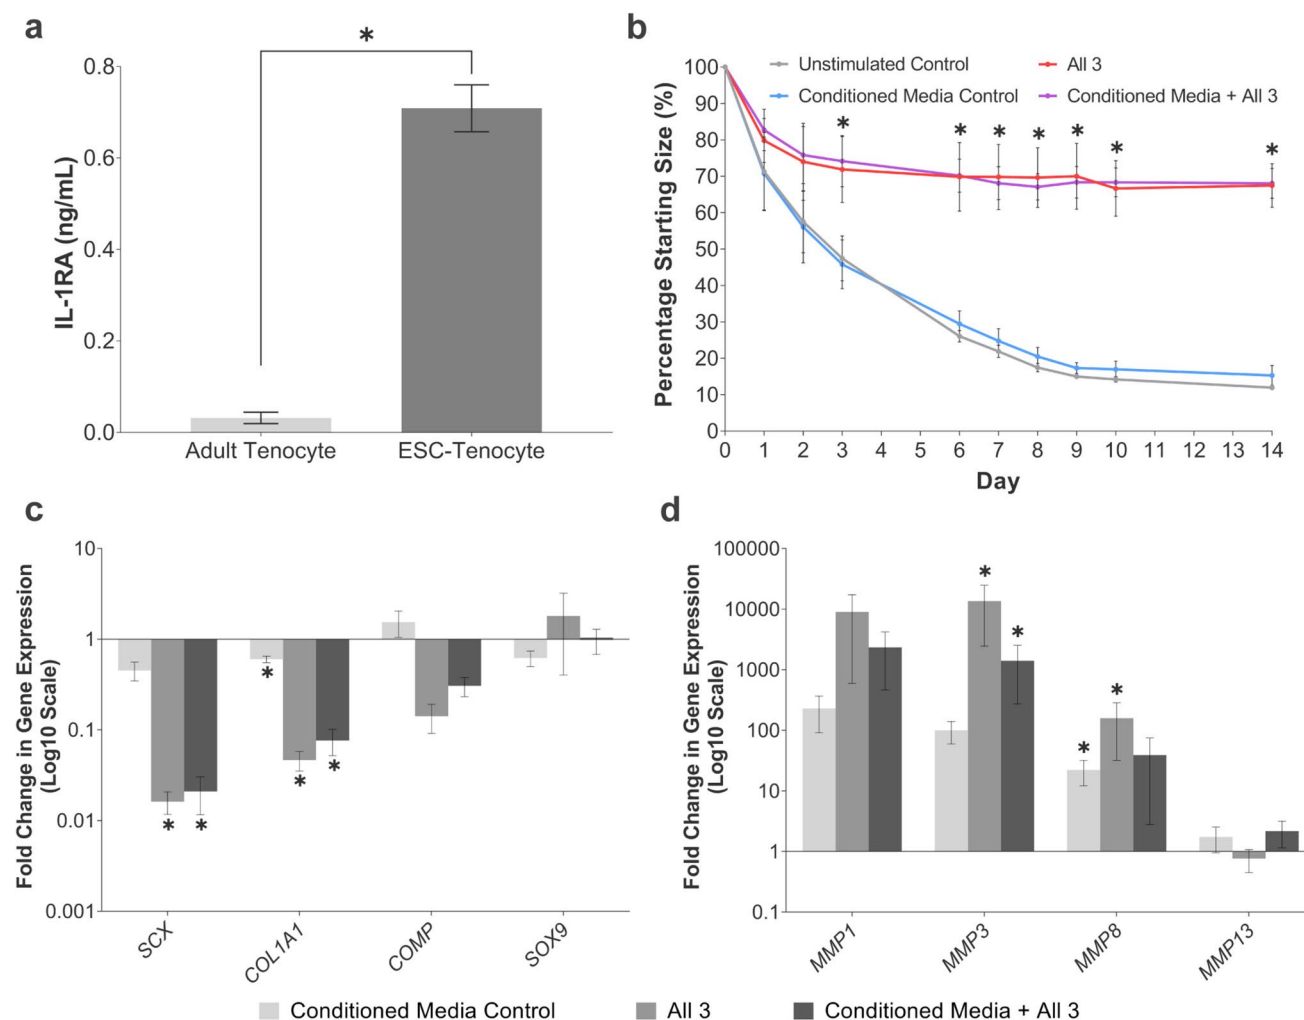 a
*
0.8
0.6
0.4
0.2
0.0
IL-1RA (ng/mL)
Adult Tenocyte ESC-Tenocyte
b
Unstimulated Control All 3
Conditioned Media Control Conditioned Media + All 3
100
90
80
70
60
50
40
30
20
10
0
Percentage Starting Size (%)
* * * * * * *
0 1 2 3 4 5 6 7 8 9 10 11 12 13 14
Day
c
10
1
0.1
0.01
0.001
Fold Change in Gene Expression
(Log10 Scale)
* * * * *
SCX COL1A1 COMP SOX9
d
100000
10000
1000
100
10
1
0.1
Fold Change in Gene Expression
(Log10 Scale)
* * * *
MMP1 MMP3 MMP8 MMP13
Conditioned Media Control All 3 Conditioned Media + All 3